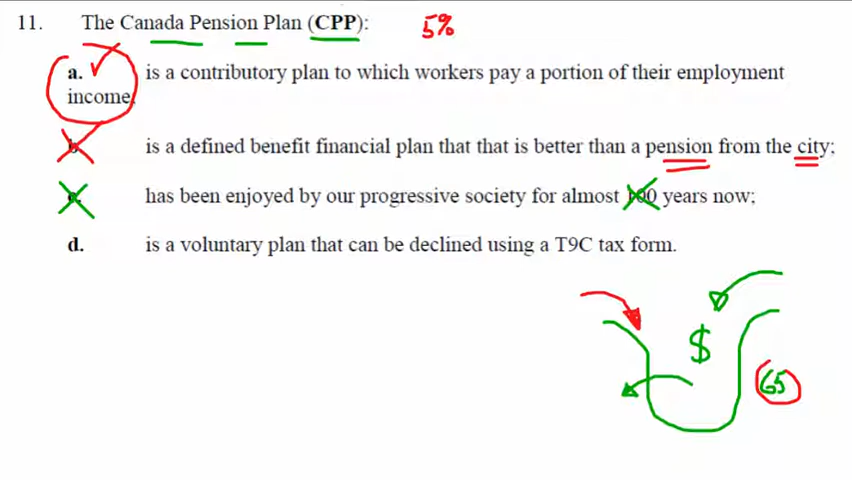 11. The Canada Pension Plan (CPP): 5%
a. is a contributory plan to which workers pay a portion of their employment
income.
is a defined benefit financial plan that that is better than a pension from the city;
has been enjoyed by our progressive society for almost 100 years now;
d. is a voluntary plan that can be declined using a T9C tax form.
$
65